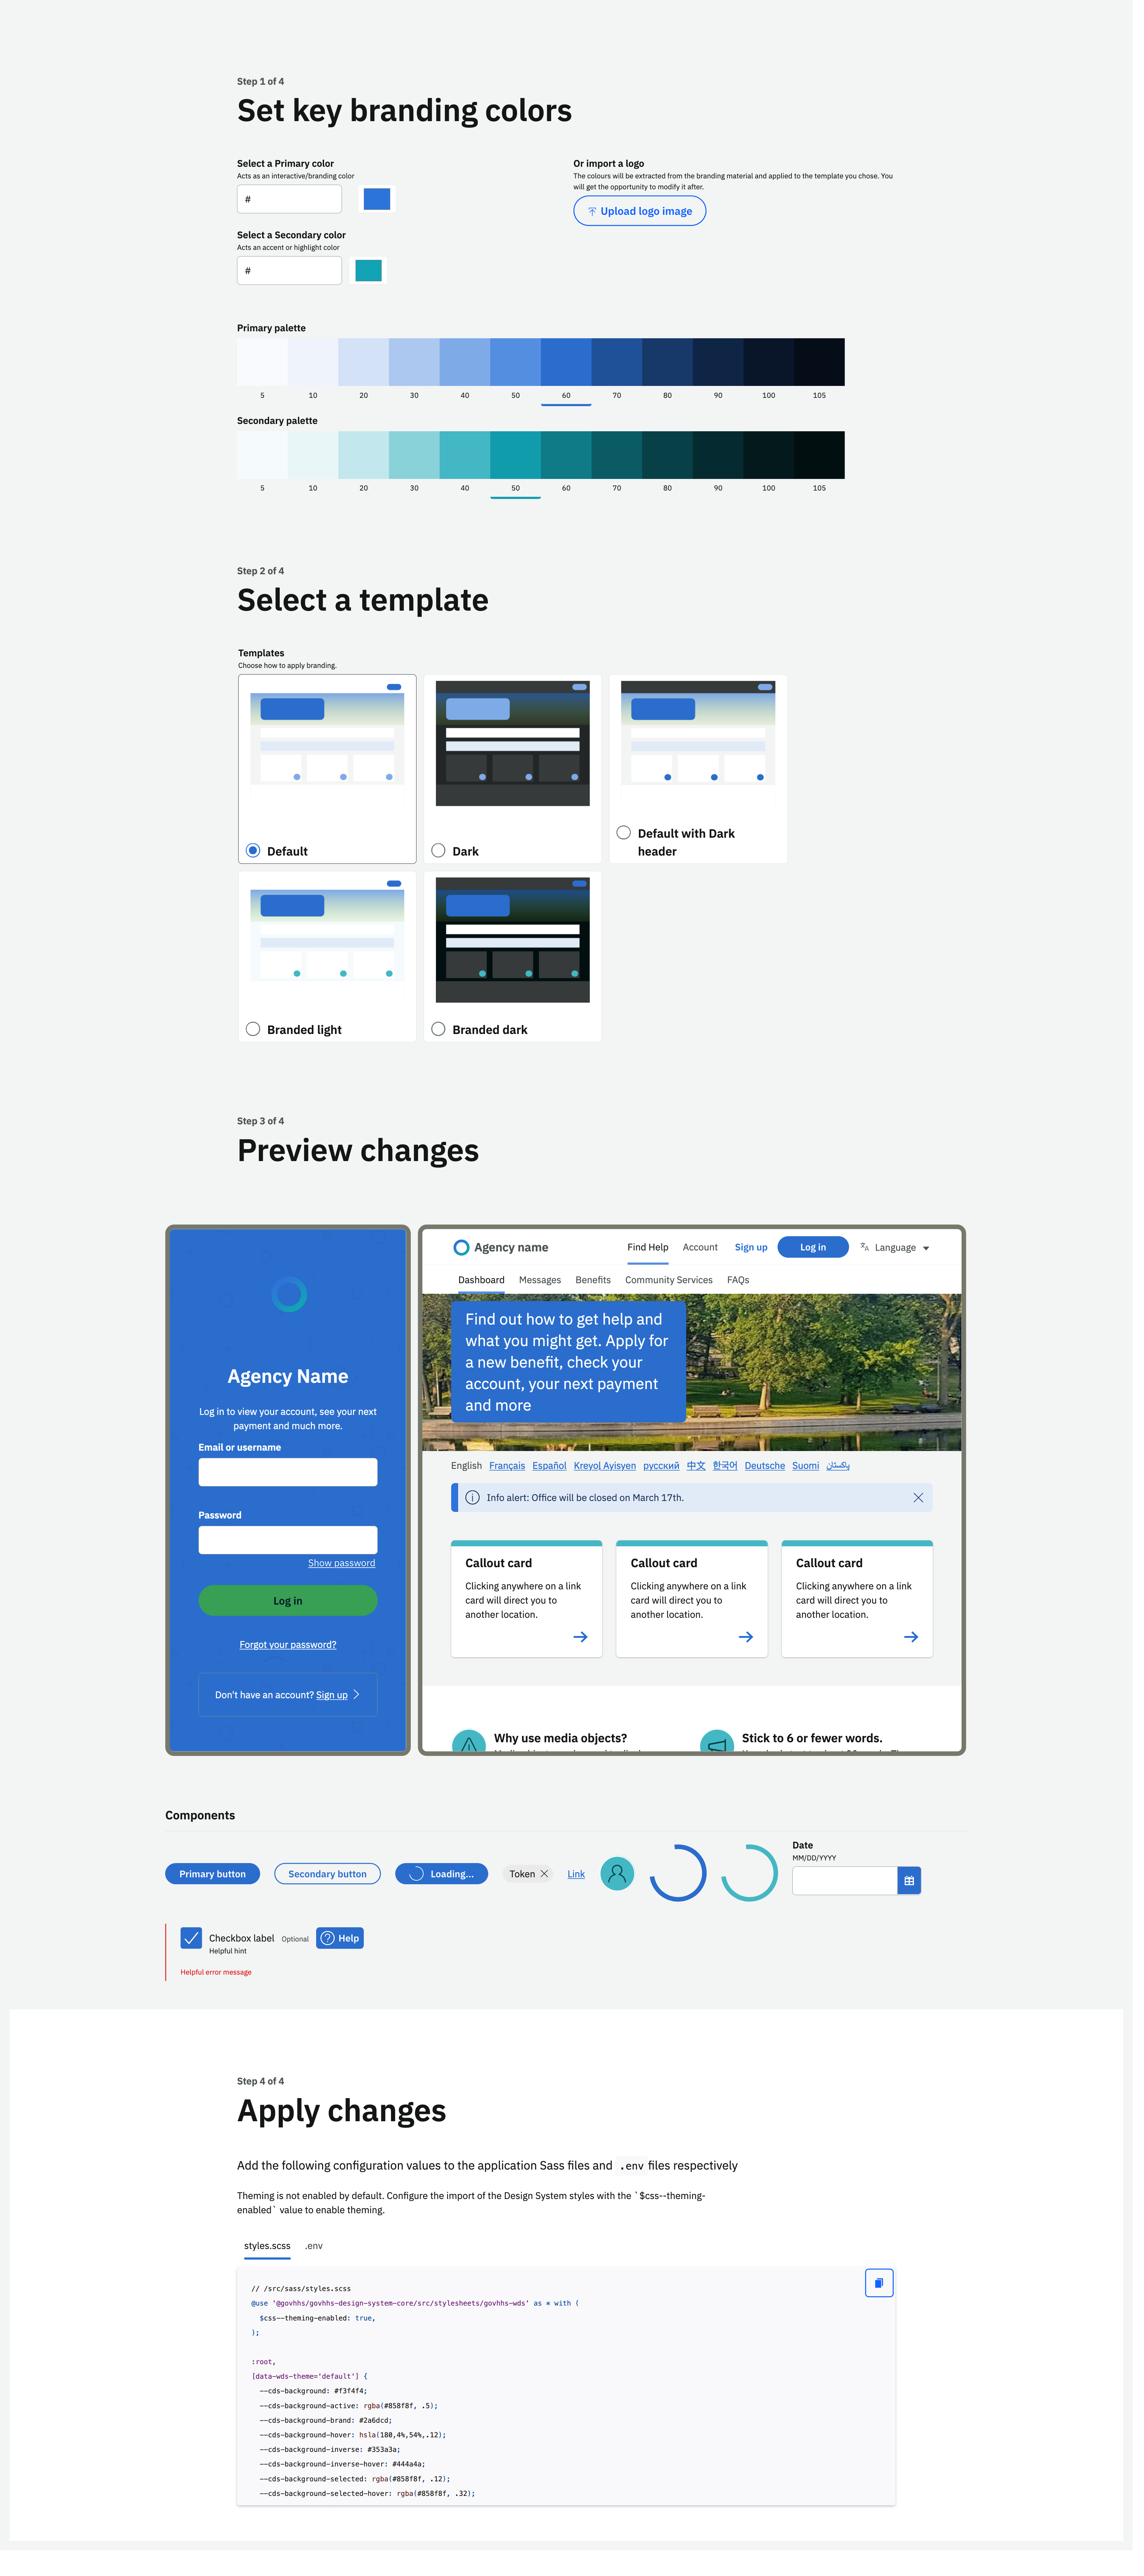 Step 1 of 4
Set key branding colors
Select a Primary color
Acts as an interactive/branding color
#
Select a Secondary color
Acts an accent or highlight color
#
Or import a logo
The colours will be extracted from the branding material and applied to the template you chose. You
will get the opportunity to modify it after.
Upload logo image
Primary palette
5 10 20 30 40 50 60 70 80 90 100 105
Secondary palette
5 10 20 30 40 50 60 70 80 90 100 105
Step 2 of 4
Select a template
Templates
Choose how to apply branding.
Default
Dark
Default with Dark
header
Branded light
Branded dark
Step 3 of 4
Preview changes
Agency Name
Log in to view your account, see your next
payment and much more.
Email or username
Password
Show password
Log in
Forgot your password?
Don't have an account? Sign up
Agency name
Find Help Account Sign up Log in Language
Dashboard Messages Benefits Community Services FAQs
Find out how to get help and
what you might get. Apply for
a new benefit, check your
account, your next payment
and more
English Français Español Kreyol Ayisyen русский 中文 한국어 Deutsche Suomi پاکستان
Info alert: Office will be closed on March 17th.
Callout card
Clicking anywhere on a link
card will direct you to
another location.
Callout card
Clicking anywhere on a link
card will direct you to
another location.
Callout card
Clicking anywhere on a link
card will direct you to
another location.
Why use media objects?
Stick to 6 or fewer words.
Components
Primary button
Secondary button
Loading...
Token
Link
Date
MM/DD/YYYY
Checkbox label Optional
Helpful hint
Help
Helpful error message
Step 4 of 4
Apply changes
Add the following configuration values to the application Sass files and .env files respectively
Theming is not enabled by default. Configure the import of the Design System styles with the `$css--theming-
enabled` value to enable theming.
styles.scss .env
// /src/sass/styles.scss
@use '@govhhs/govhhs-design-system-core/src/stylesheets/govhhs-wds' as * with (
$css--theming-enabled: true,
);
:root,
[data-wds-theme='default'] {
--cds-background: #f3f4f4;
--cds-background-active: rgba(#858f8f, .5);
--cds-background-brand: #2a6dcd;
--cds-background-hover: hsla(180,4%,54%,.12);
--cds-background-inverse: #353a3a;
--cds-background-inverse-hover: #444a4a;
--cds-background-selected: rgba(#858f8f, .12);
--cds-background-selected-hover: rgba(#858f8f, .32);